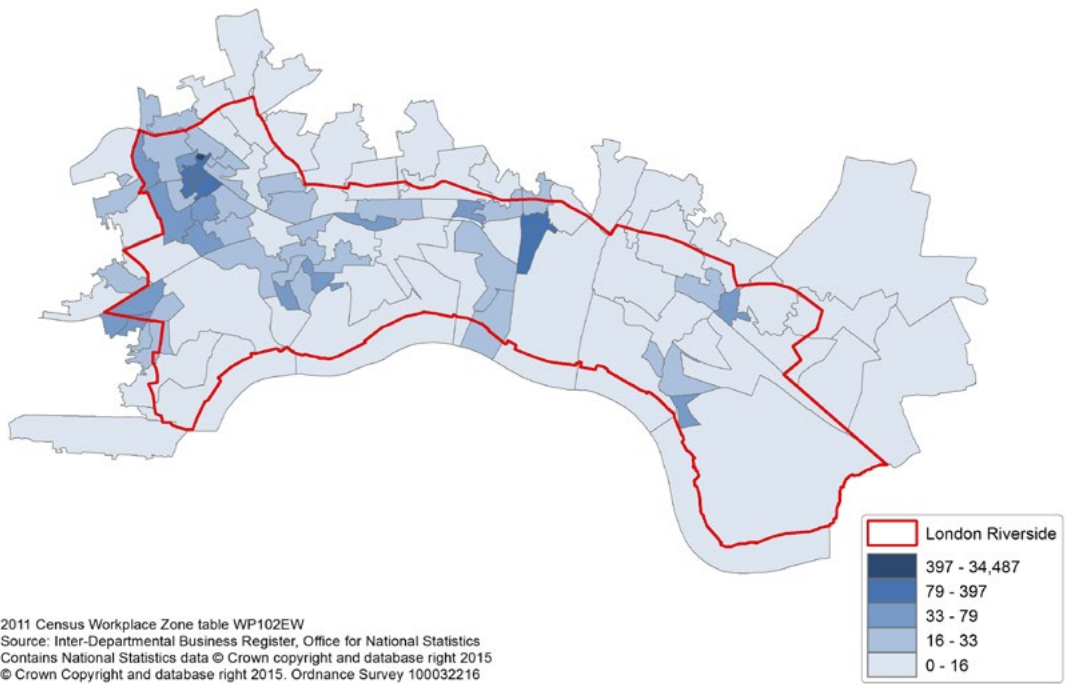 London Riverside
397 - 34,487
79 - 397
33 - 79
16 - 33
0 - 16
2011 Census Workplace Zone table WP102EW
Source: Inter-Departmental Business Register, Office for National Statistics
Contains National Statistics data © Crown copyright and database right 2015
© Crown Copyright and database right 2015. Ordnance Survey 100032216